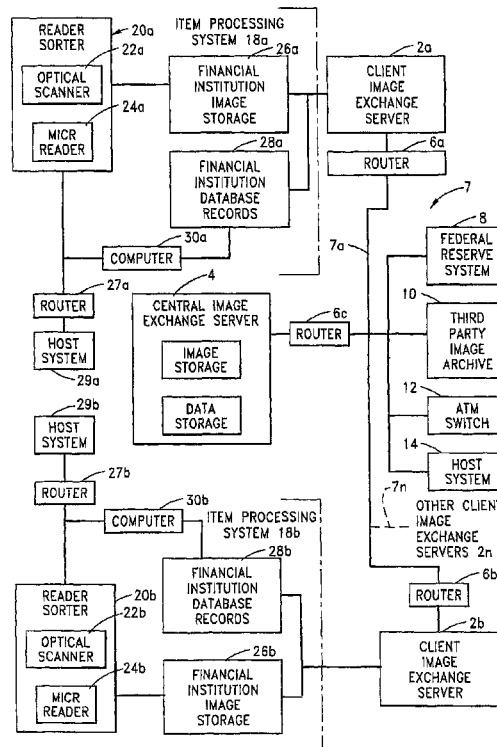 READER
SORTER
20a
22a
OPTICAL
SCANNER
24a
MICR
READER
ITEM PROCESSING
SYSTEM 18a
26a
FINANCIAL
INSTITUTION
IMAGE
STORAGE
28a
FINANCIAL
INSTITUTION
DATABASE
RECORDS
2a
CLIENT
IMAGE
EXCHANGE
SERVER
6a
ROUTER
7
7a
8
FEDERAL
RESERVE
SYSTEM
10
THIRD
PARTY
IMAGE
ARCHIVE
12
ATM
SWITCH
14
HOST
SYSTEM
7n
OTHER CLIENT
IMAGE
EXCHANGE
SERVERS 2n
30a
COMPUTER
27a
ROUTER
HOST
SYSTEM
29a
4
CENTRAL IMAGE
EXCHANGE SERVER
IMAGE
STORAGE
DATA
STORAGE
6c
ROUTER
29b
HOST
SYSTEM
27b
ROUTER
30b
COMPUTER
ITEM PROCESSING
SYSTEM 18b
28b
FINANCIAL
INSTITUTION
DATABASE
RECORDS
20b
READER
SORTER
22b
OPTICAL
SCANNER
24b
MICR
READER
26b
FINANCIAL
INSTITUTION
IMAGE
STORAGE
6b
ROUTER
2b
CLIENT
IMAGE
EXCHANGE
SERVER